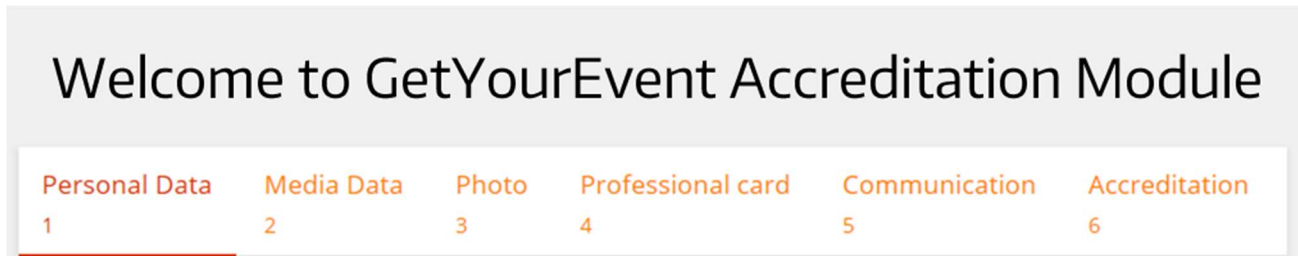 Welcome to GetYourEvent Accreditation Module
Personal Data Media Data Photo Professional card Communication Accreditation
1 2 3 4 5 6